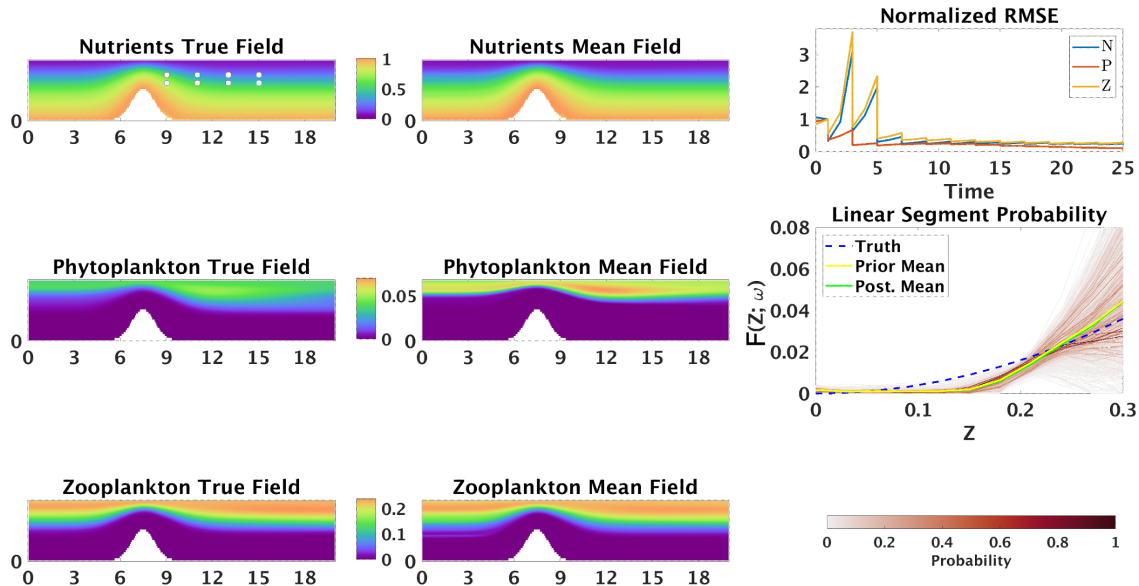 Nutrients True Field
0
0 3 6 9 12 15 18
1
0.5
0
Nutrients Mean Field
0 3 6 9 12 15 18
Normalized RMSE
3
2
1
0
N
P
Z
0 5 10 15 20 25
Time
Phytoplankton True Field
0
0 3 6 9 12 15 18
0.05
0
Phytoplankton Mean Field
0 3 6 9 12 15 18
Linear Segment Probability
F(Z; ω)
0.08
0.06
0.04
0.02
0
Truth
Prior Mean
Post. Mean
0 0.1 0.2 0.3
Z
Zooplankton True Field
0
0 3 6 9 12 15 18
0.2
0.1
0
Zooplankton Mean Field
0 3 6 9 12 15 18
0 0.2 0.4 0.6 0.8 1
Probability